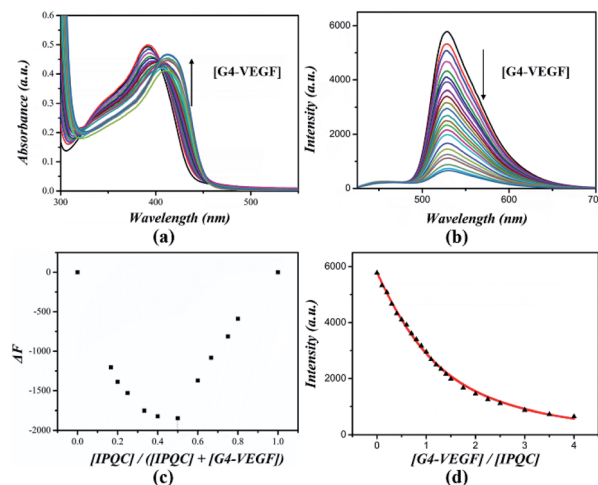 0.6
0.5
0.4
0.3
0.2
0.1
0.0
300
400
500
Absorbance (a.u.)
Wavelength (nm)
[G4-VEGF]
(a)
6000
4000
2000
0
500
600
700
Intensity (a.u.)
Wavelength (nm)
[G4-VEGF]
(b)
0
-500
-1000
-1500
-2000
0.0
0.2
0.4
0.6
0.8
1.0
ΔF
[IPQC] / ([IPQC] + [G4-VEGF])
(c)
6000
4000
2000
0
0
1
2
3
4
Intensity (a.u.)
[G4-VEGF] / [IPQC]
(d)